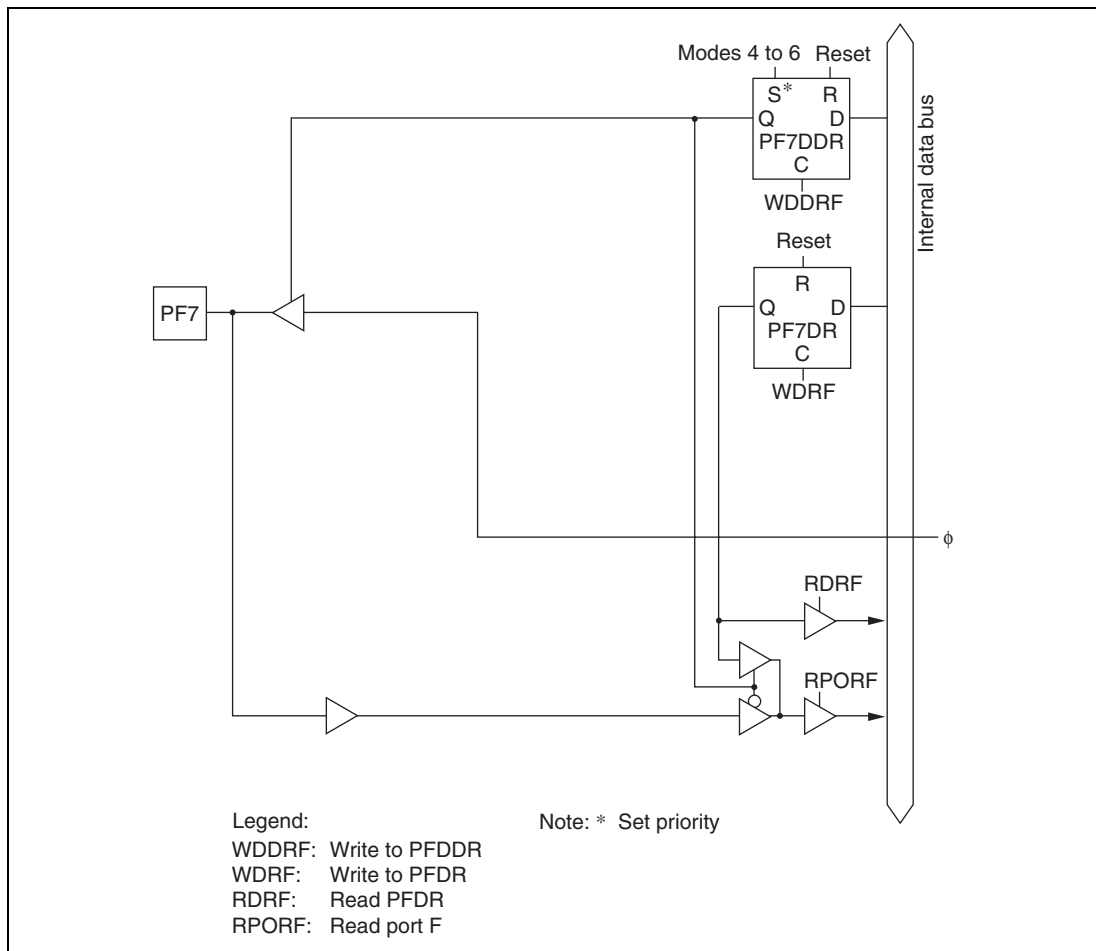 Modes 4 to 6 Reset
S* R
Q D
PF7DDR
C
WDDRF
Internal data bus
Reset
R
PF7
Q D
PF7DR
C
WDRF
ϕ
RDRF
RPORF
Legend:
WDDRF: Write to PFDDR
WDRF: Write to PFDR
RDRF: Read PFDR
RPORF: Read port F
Note: * Set priority